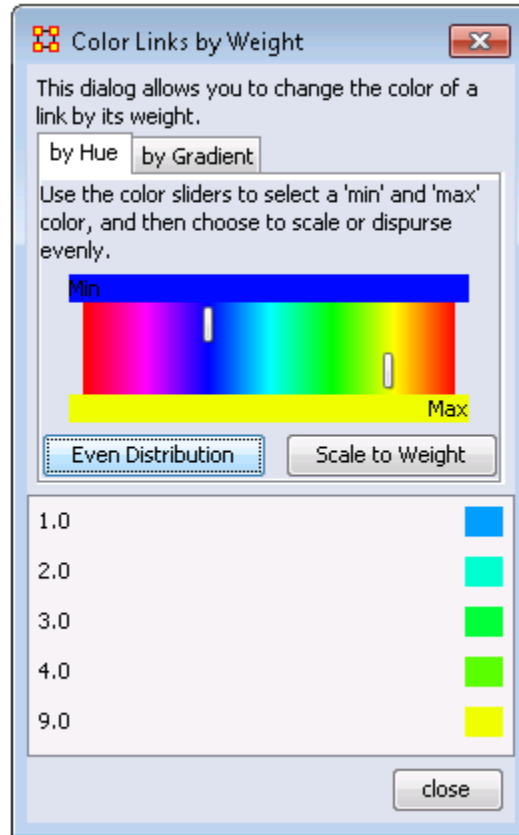 Color Links by Weight
This dialog allows you to change the color of a
link by its weight.
by Hue by Gradient
Use the color sliders to select a 'min' and 'max'
color, and then choose to scale or dispurse
evenly.
Min
Max
Even Distribution Scale to Weight
1.0
2.0
3.0
4.0
9.0
close